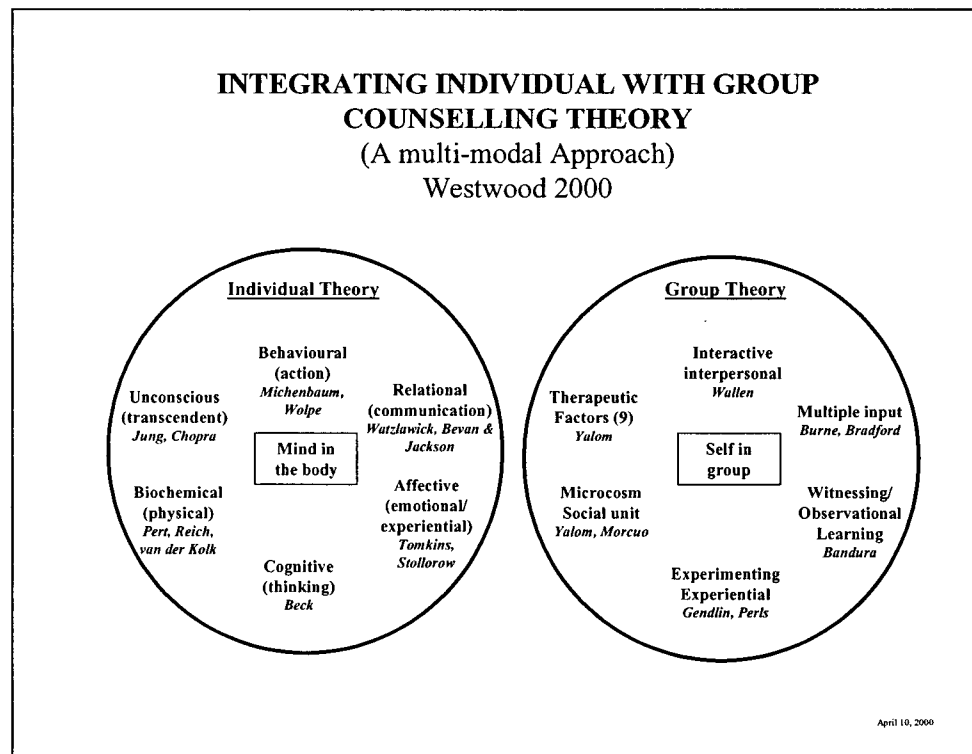 INTEGRATING INDIVIDUAL WITH GROUP
COUNSELLING THEORY
(A multi-modal Approach)
Westwood 2000
Individual Theory
Behavioural
(action)
Michenbaum,
Wolpe
Unconscious
(transcendent)
Jung, Chopra
Relational
(communication)
Watzlawick, Bevan &
Jackson
Mind in
the body
Biochemical
(physical)
Pert, Reich,
van der Kolk
Affective
(emotional/
experiential)
Tomkins,
Stollorow
Cognitive
(thinking)
Beck
Group Theory
Interactive
interpersonal
Wallen
Therapeutic
Factors (9)
Yalom
Multiple input
Burne, Bradford
Self in
group
Microcosm
Social unit
Yalom, Morcuo
Witnessing/
Observational
Learning
Bandura
Experimenting
Experiential
Gendlin, Perls
April 10, 2000